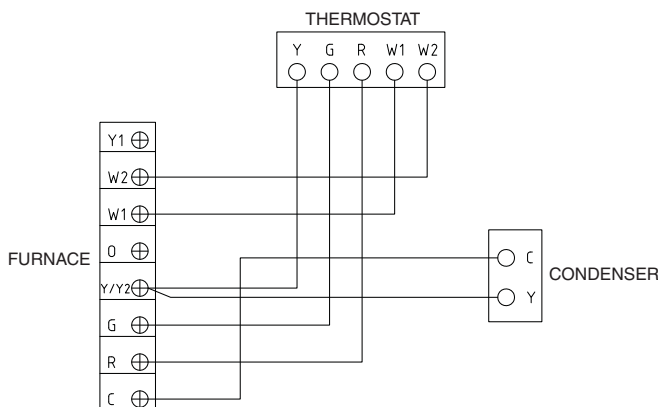 THERMOSTAT
Y G R W1 W2
Y1
W2
W1
O
FURNACE
Y/Y2
G
R
C
C
CONDENSER
Y